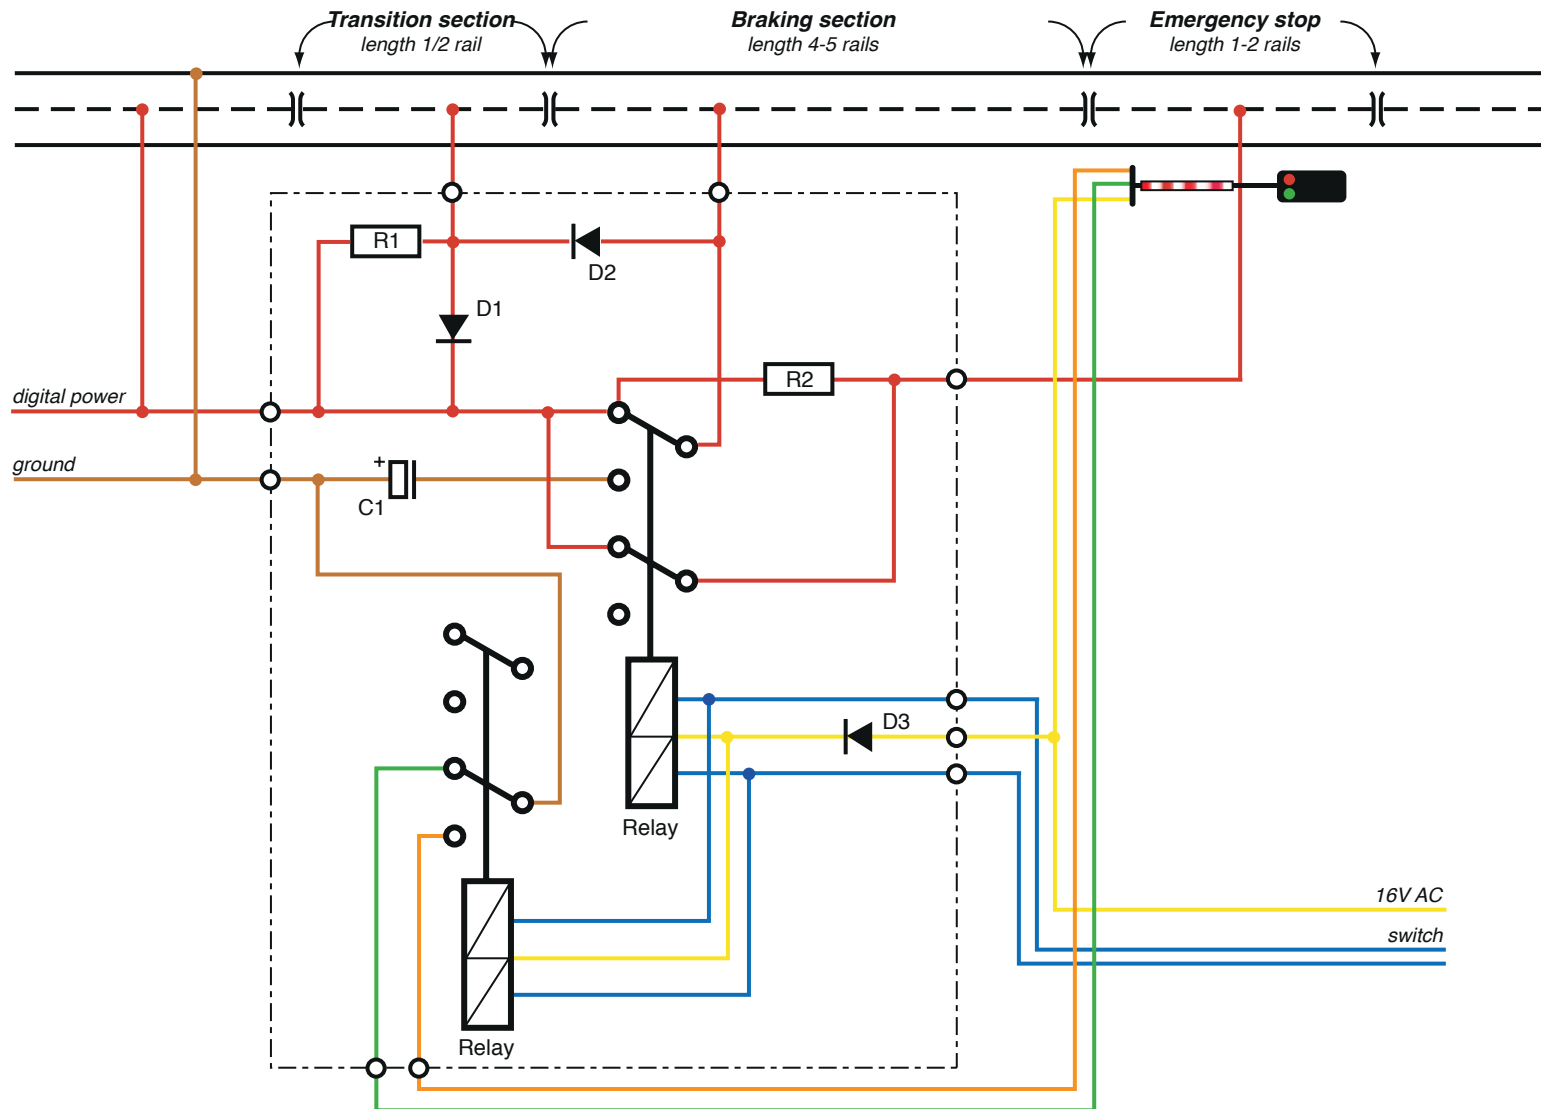 Transition section
length 1/2 rail
Braking section
length 4-5 rails
Emergency stop
length 1-2 rails
R1
D2
D1
R2
digital power
ground
+
C1
D3
Relay
16V AC
switch
Relay